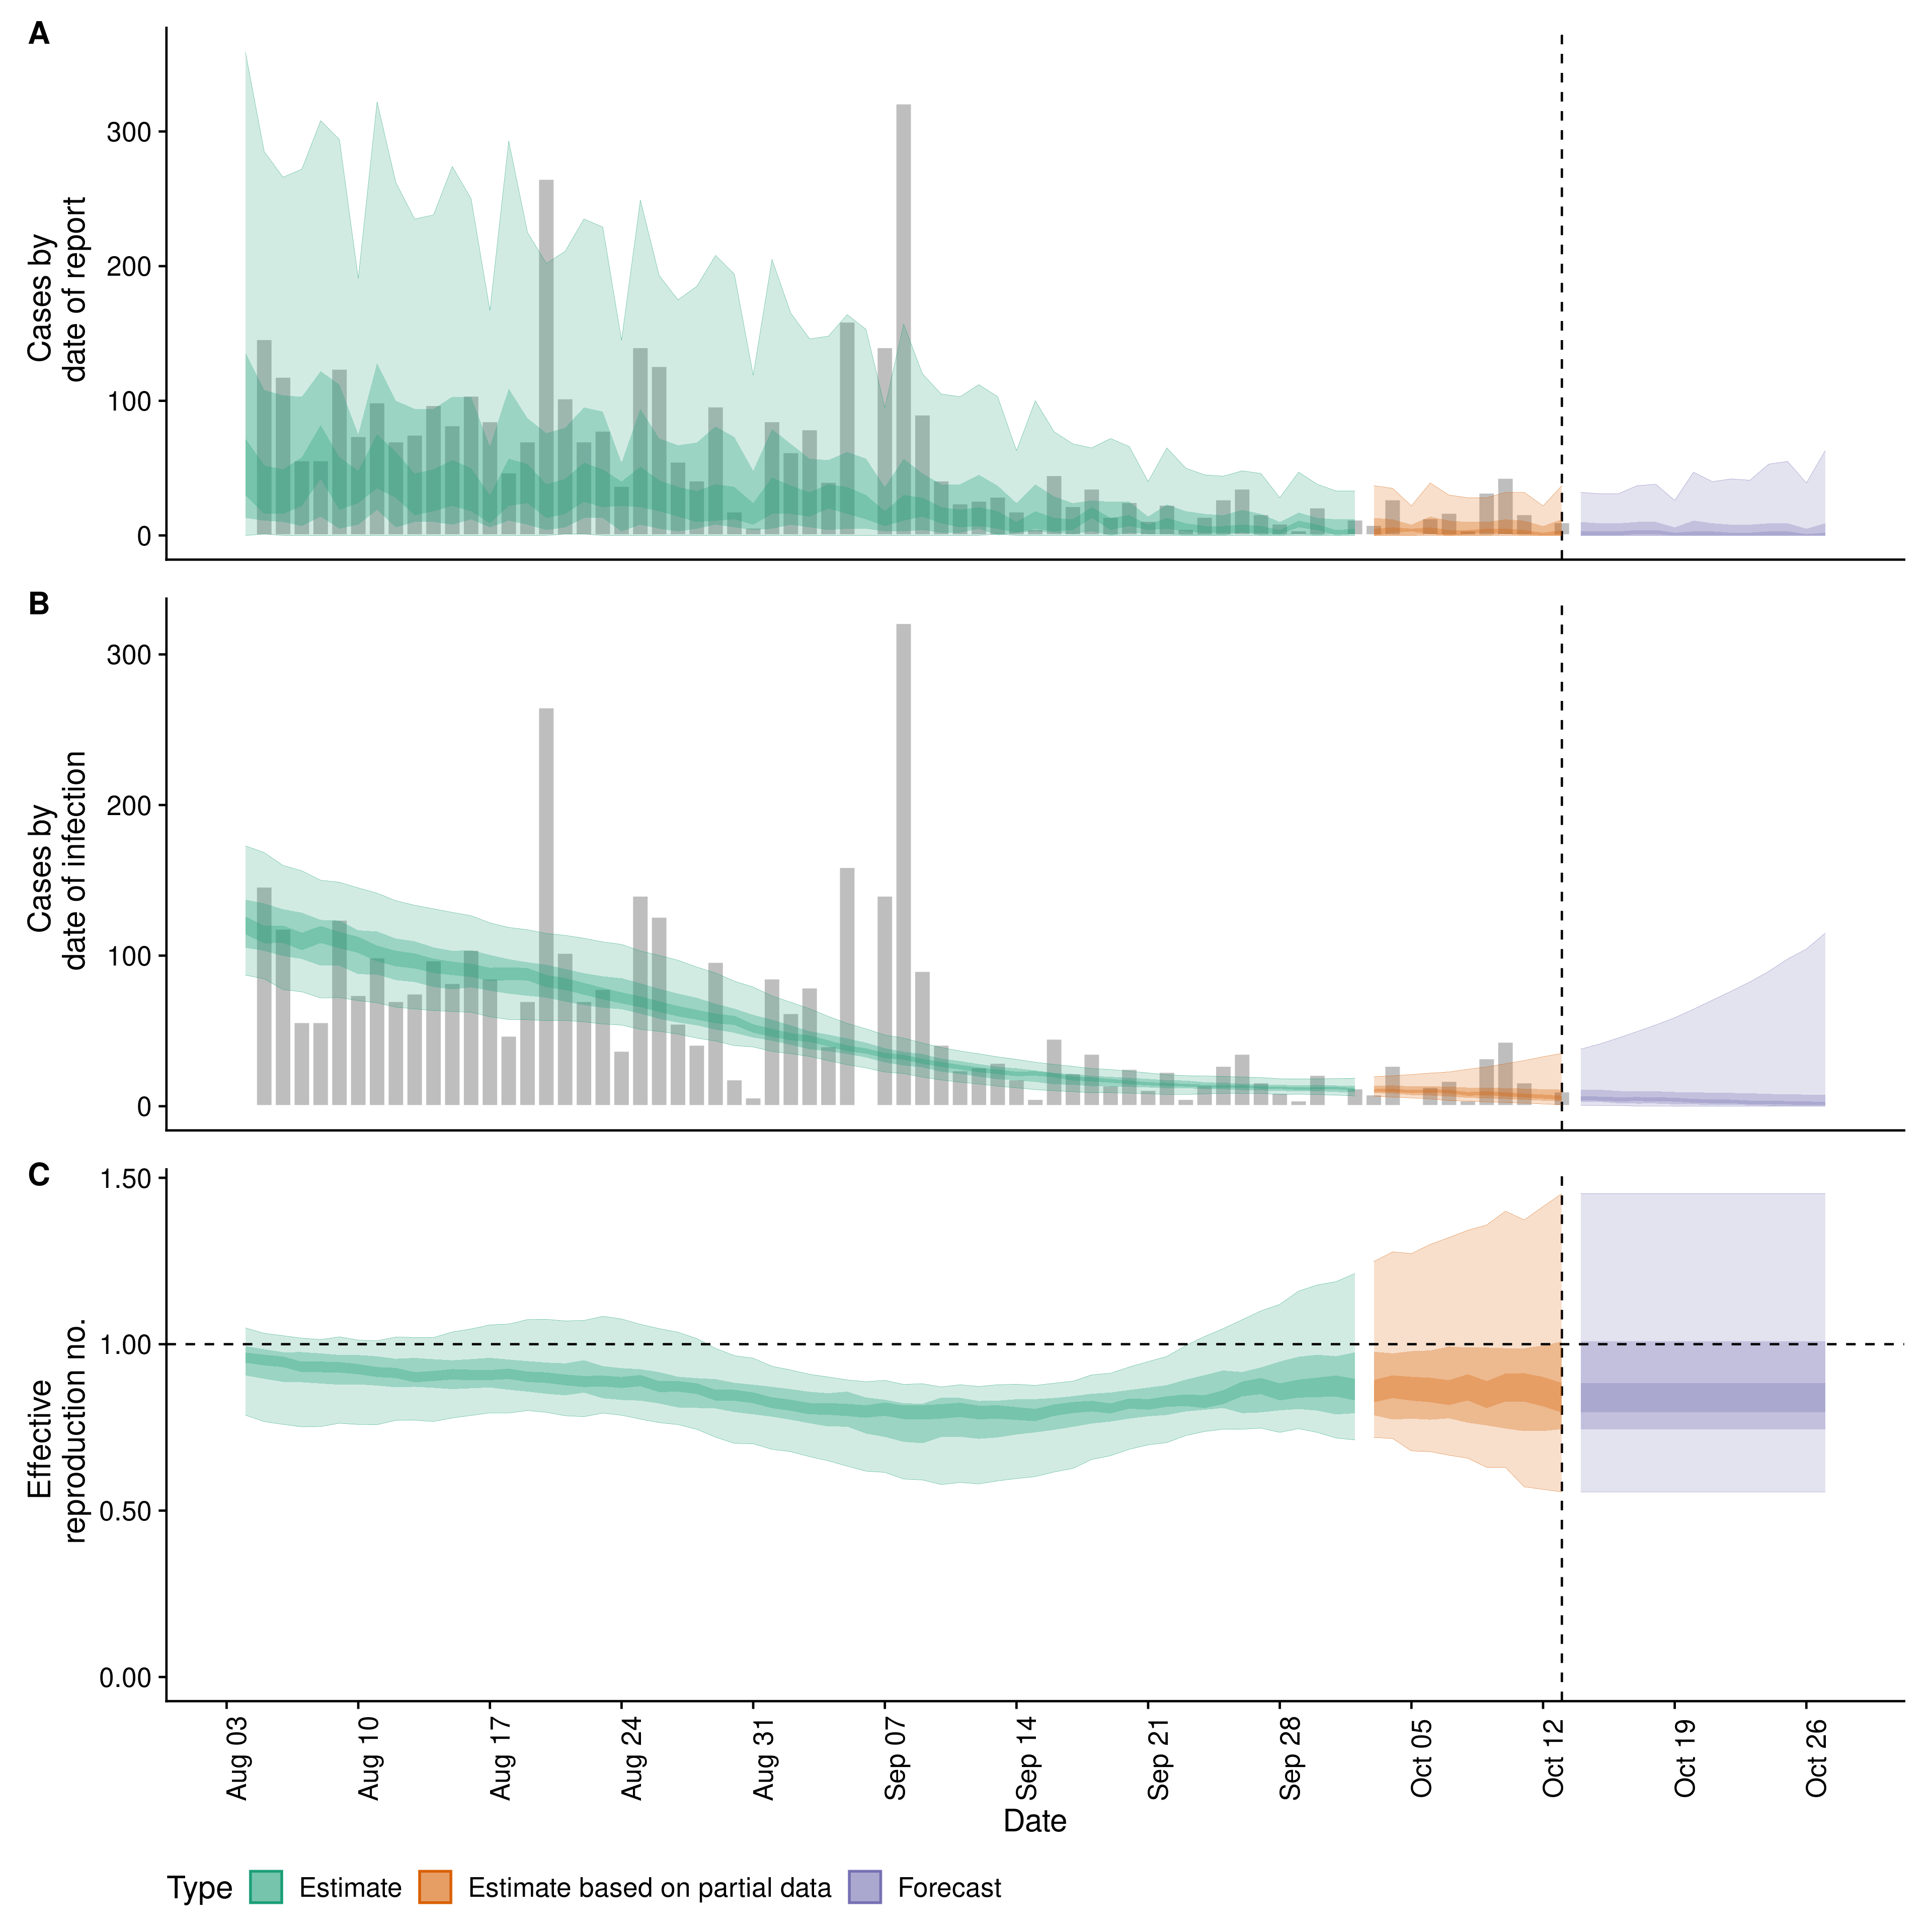 A
Cases by
date of report
300
200
100
0
B
Cases by
date of infection
300
200
100
0
C
Effective
reproduction no.
1.50
1.00
0.50
0.00
Aug 03
Aug 10
Aug 17
Aug 24
Aug 31
Sep 07
Sep 14
Sep 21
Sep 28
Oct 05
Oct 12
Oct 19
Oct 26
Date
Type Estimate Estimate based on partial data Forecast